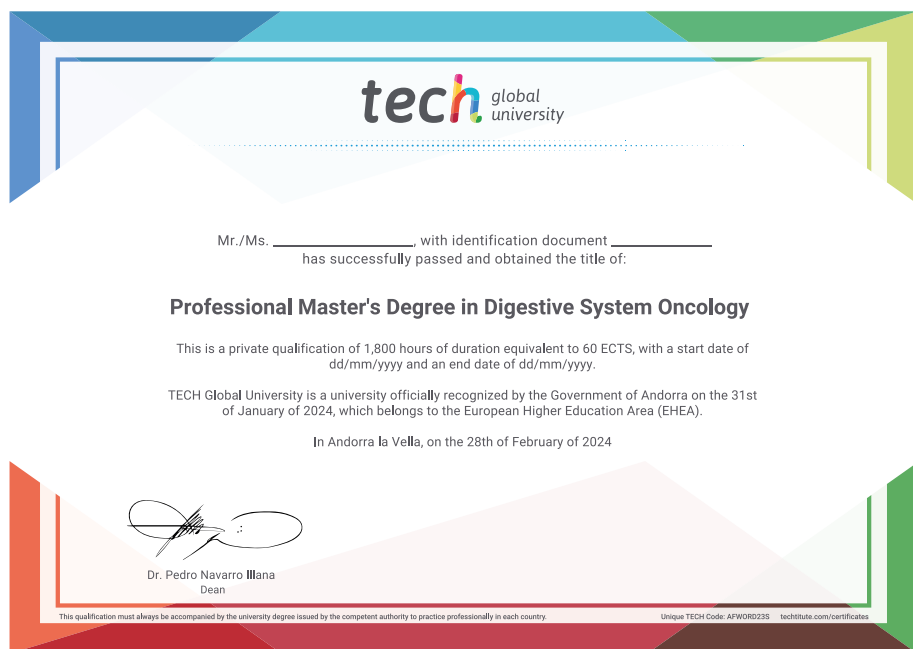 tech global university
Mr./Ms. ____________________, with identification document ______________
has successfully passed and obtained the title of:
Professional Master's Degree in Digestive System Oncology
This is a private qualification of 1,800 hours of duration equivalent to 60 ECTS, with a start date of
dd/mm/yyyy and an end date of dd/mm/yyyy.
TECH Global University is a university officially recognized by the Government of Andorra on the 31st
of January of 2024, which belongs to the European Higher Education Area (EHEA).
In Andorra la Vella, on the 28th of February of 2024
Dr. Pedro Navarro Illana
Dean
This qualification must always be accompanied by the university degree issued by the competent authority to practice professionally in each country.
Unique TECH Code: AFWORD23S techtitute.com/certificates